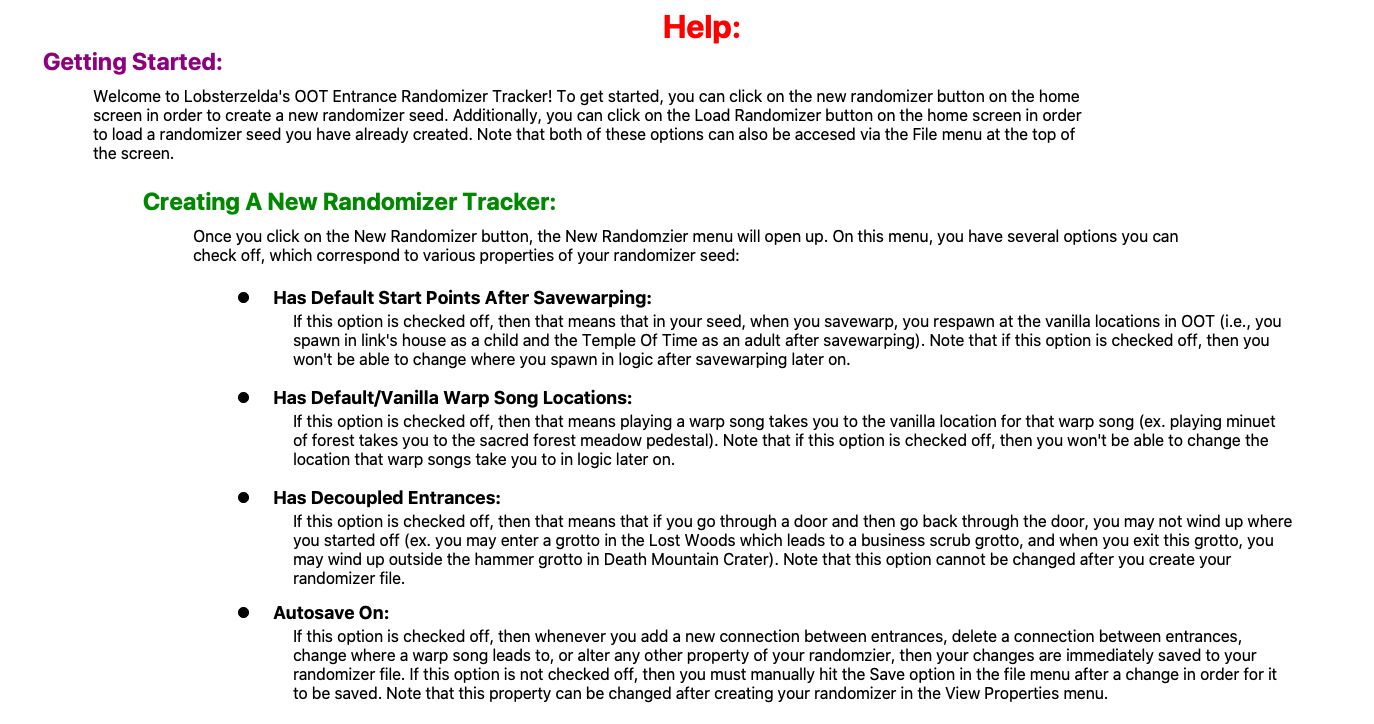 Help:
Getting Started:
Welcome to Lobsterzelda's OOT Entrance Randomizer Tracker! To get started, you can click on the new randomizer button on the home
screen in order to create a new randomizer seed. Additionally, you can click on the Load Randomizer button on the home screen in order
to load a randomizer seed you have already created. Note that both of these options can also be accesed via the File menu at the top of
the screen.
Creating A New Randomizer Tracker:
Once you click on the New Randomizer button, the New Randomzier menu will open up. On this menu, you have several options you can
check off, which correspond to various properties of your randomizer seed:
● Has Default Start Points After Savewarping:
If this option is checked off, then that means that in your seed, when you savewarp, you respawn at the vanilla locations in OOT (i.e., you
spawn in link's house as a child and the Temple Of Time as an adult after savewarping). Note that if this option is checked off, then you
won't be able to change where you spawn in logic after savewarping later on.
● Has Default/Vanilla Warp Song Locations:
If this option is checked off, then that means playing a warp song takes you to the vanilla location for that warp song (ex. playing minuet
of forest takes you to the sacred forest meadow pedestal). Note that if this option is checked off, then you won't be able to change the
location that warp songs take you to in logic later on.
● Has Decoupled Entrances:
If this option is checked off, then that means that if you go through a door and then go back through the door, you may not wind up where
you started off (ex. you may enter a grotto in the Lost Woods which leads to a business scrub grotto, and when you exit this grotto, you
may wind up outside the hammer grotto in Death Mountain Crater). Note that this option cannot be changed after you create your
randomizer file.
● Autosave On:
If this option is checked off, then whenever you add a new connection between entrances, delete a connection between entrances,
change where a warp song leads to, or alter any other property of your randomzier, then your changes are immediately saved to your
randomizer file. If this option is not checked off, then you must manually hit the Save option in the file menu after a change in order for it
to be saved. Note that this property can be changed after creating your randomizer in the View Properties menu.